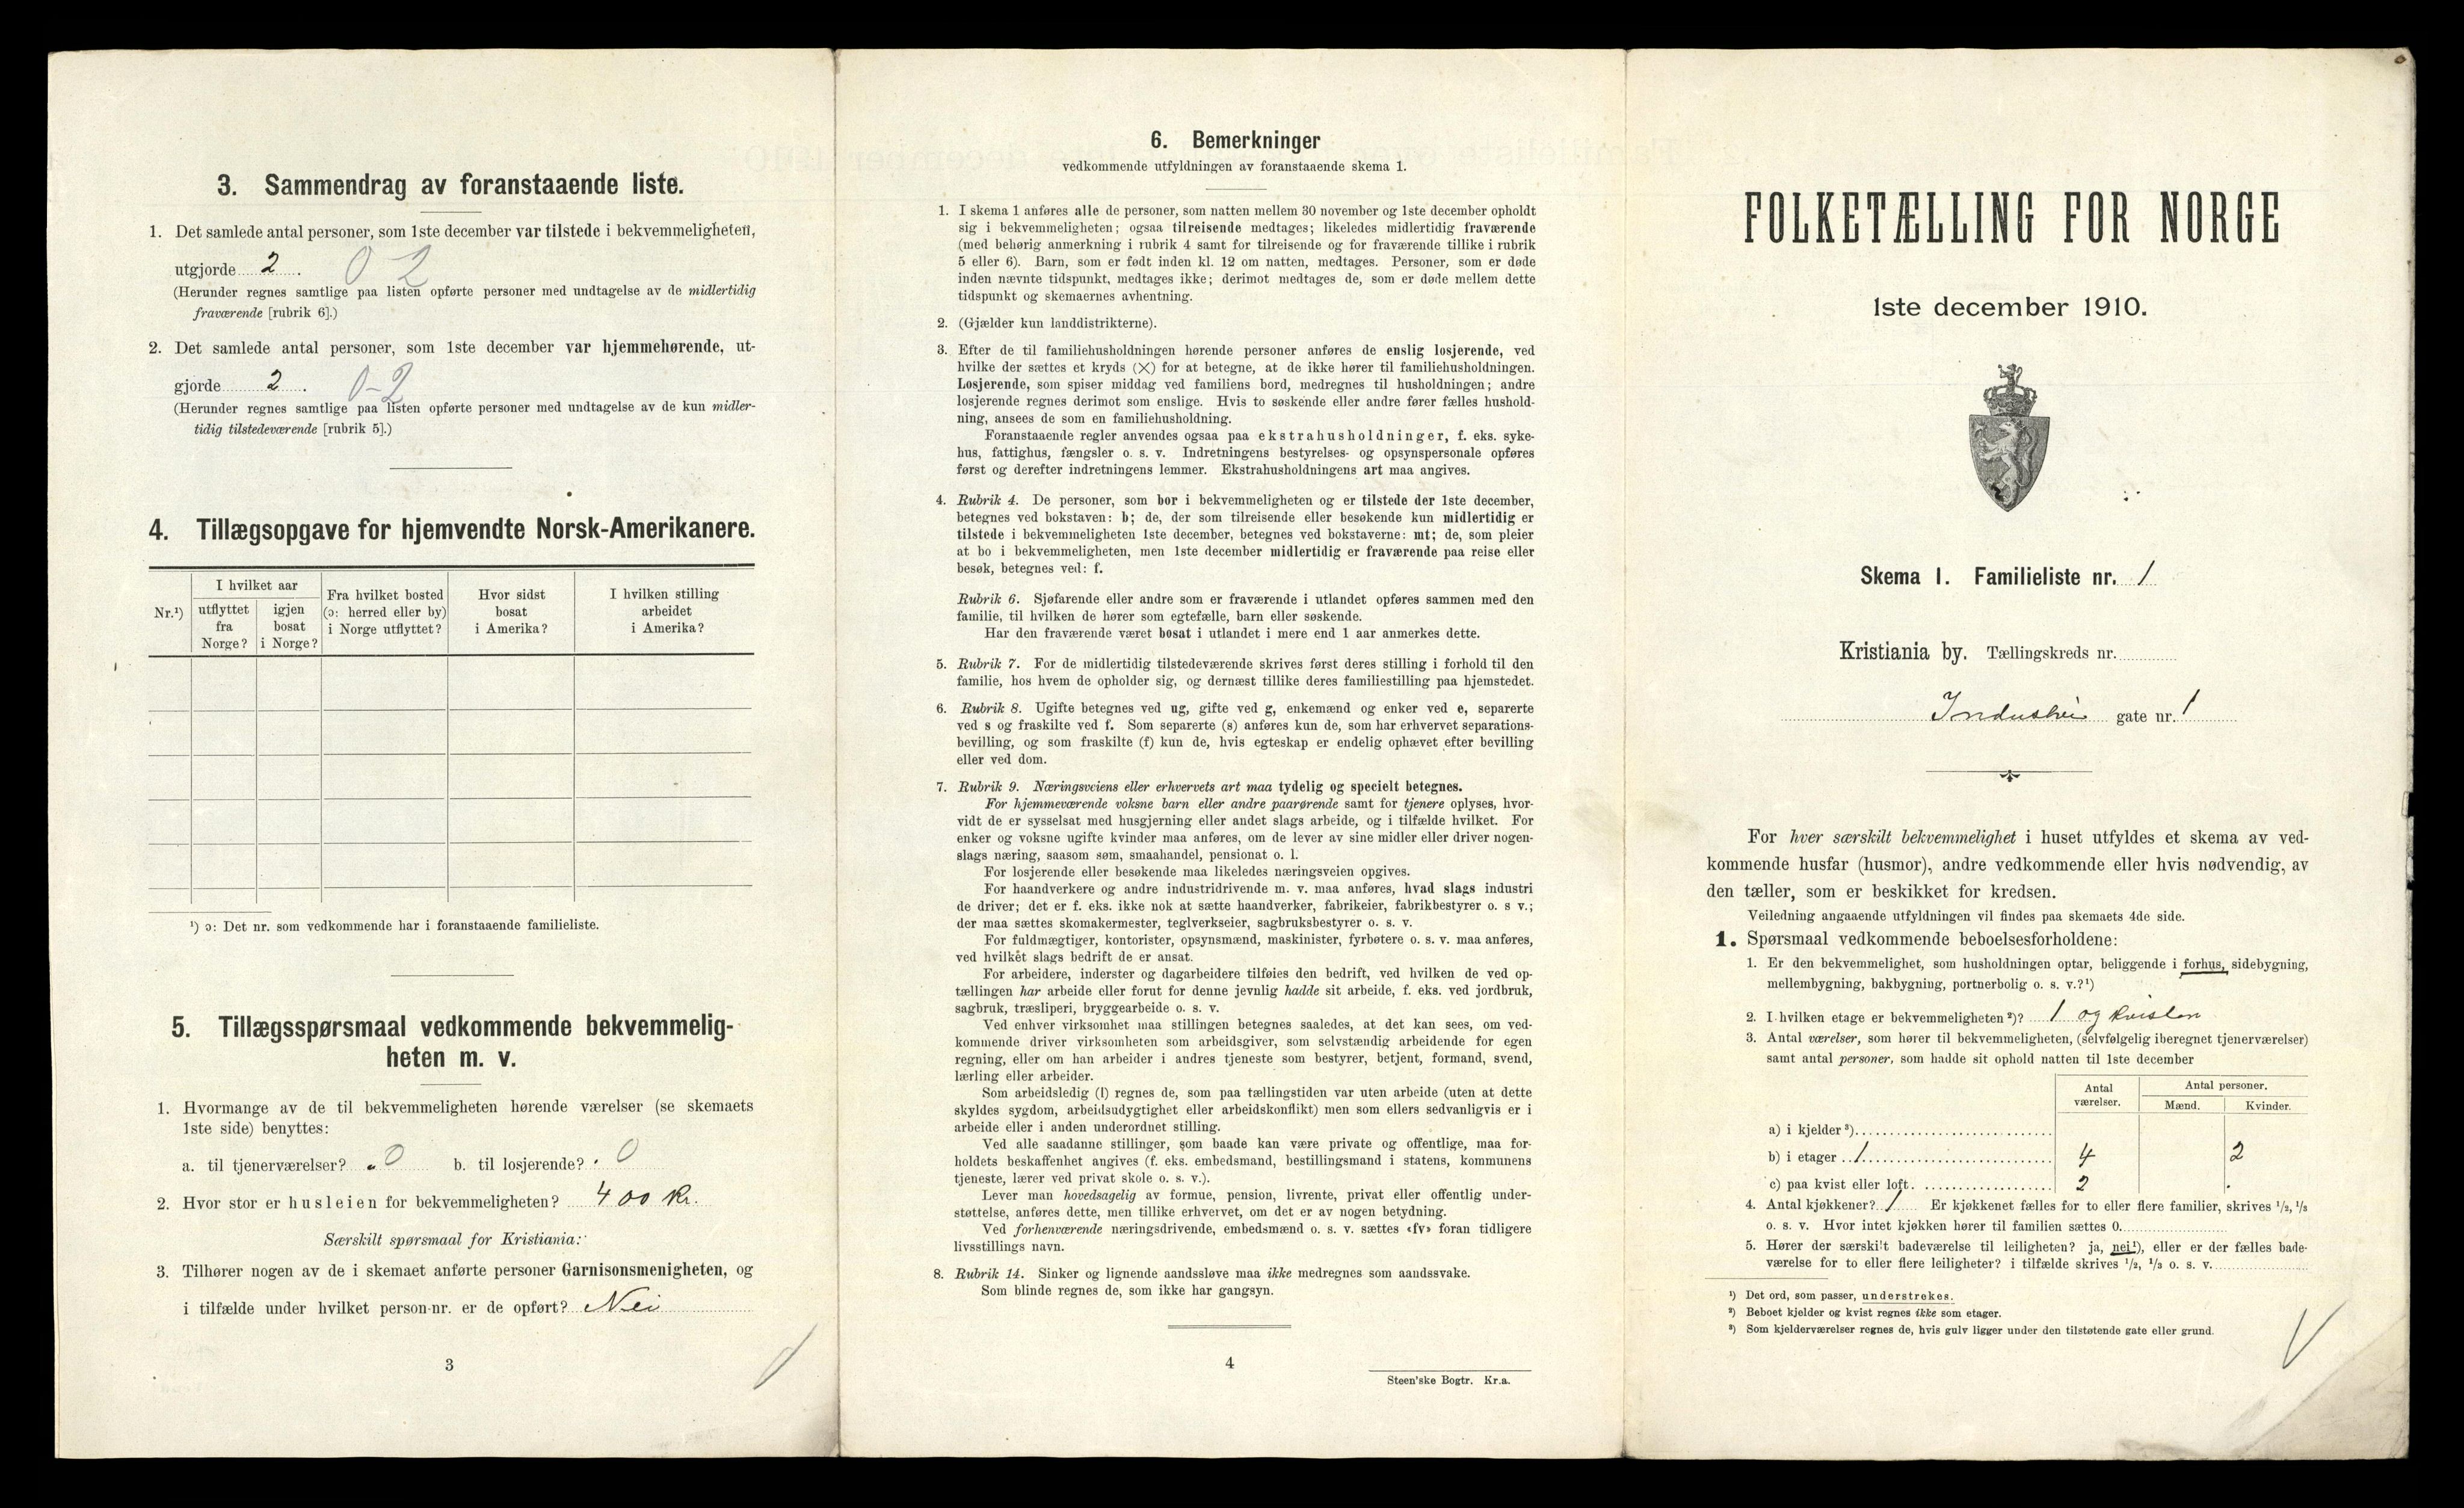 3. Sammendrag av foranstaaende liste.
1. Det samlede antal personer, som 1ste december var tilstede i bekvemmeligheten,
utgjorde 2. 0 2
(Herunder regnes samtlige paa listen opførte personer med undtagelse av de midlertidig
fraværende [rubrik 6].)
2. Det samlede antal personer, som 1ste december var hjemmehørende, ut-
gjorde 2. 0-2
(Herunder regnes samtlige paa listen opførte personer med undtagelse av de kun midler-
tidig tilstedeværende [rubrik 5].)
4. Tillægsopgave for hjemvendte Norsk-Amerikanere.
Nr.¹)
I hvilket aar
utflyttet fra Norge?
igjen bosat i Norge?
Fra hvilket bosted (ɔ: herred eller by) i Norge utflyttet?
Hvor sidst bosat i Amerika?
I hvilken stilling arbeidet i Amerika?
¹) ɔ: Det nr. som vedkommende har i foranstaaende familieliste.
5. Tillægsspørsmaal vedkommende bekvemmelig-
heten m. v.
1. Hvormange av de til bekvemmeligheten hørende værelser (se skemaets
1ste side) benyttes:
a. til tjenerværelser? 0 b. til losjerende? 0
2. Hvor stor er husleien for bekvemmeligheten? 400 Kr.
Særskilt spørsmaal for Kristiania:
3. Tilhører nogen av de i skemaet anførte personer Garnisonsmenigheten, og
i tilfælde under hvilket person-nr. er de opført? Nei
3
6. Bemerkninger
vedkommende utfyldningen av foranstaaende skema 1.
1. I skema 1 anføres alle de personer, som natten mellem 30 november og 1ste december opholdt
sig i bekvemmeligheten; ogsaa tilreisende medtages; likeledes midlertidig fraværende
(med behørig anmerkning i rubrik 4 samt for tilreisende og for fraværende tillike i rubrik
5 eller 6). Barn, som er født inden kl. 12 om natten, medtages. Personer, som er døde
inden nævnte tidspunkt, medtages ikke; derimot medtages de, som er døde mellem dette
tidspunkt og skemaernes avhentning.
2. (Gjælder kun landdistrikterne).
3. Efter de til familiehusholdningen hørende personer anføres de enslig losjerende, ved
hvilke der sættes et kryds (×) for at betegne, at de ikke hører til familiehusholdningen.
Losjerende, som spiser middag ved familiens bord, medregnes til husholdningen; andre
losjerende regnes derimot som enslige. Hvis to søskende eller andre fører fælles hushold-
ning, ansees de som en familiehusholdning.
Foranstaaende regler anvendes ogsaa paa ekstrahusholdninger, f. eks. syke-
hus, fattighus, fængsler o. s. v. Indretningens bestyrelses- og opsynspersonale opføres
først og derefter indretningens lemmer. Ekstrahusholdningens art maa angives.
4. Rubrik 4. De personer, som bor i bekvemmeligheten og er tilstede der 1ste december,
betegnes ved bokstaven: b; de, der som tilreisende eller besøkende kun midlertidig er
tilstede i bekvemmeligheten 1ste december, betegnes ved bokstaverne: mt; de, som pleier
at bo i bekvemmeligheten, men 1ste december midlertidig er fraværende paa reise eller
besøk, betegnes ved: f.
Rubrik 6. Sjøfarende eller andre som er fraværende i utlandet opføres sammen med den
familie, til hvilken de hører som egtefælle, barn eller søskende.
Har den fraværende været bosat i utlandet i mere end 1 aar anmerkes dette.
5. Rubrik 7. For de midlertidig tilstedeværende skrives først deres stilling i forhold til den
familie, hos hvem de opholder sig, og dernæst tillike deres familiestilling paa hjemstedet.
6. Rubrik 8. Ugifte betegnes ved ug, gifte ved g, enkemænd og enker ved e, separerte
ved s og fraskilte ved f. Som separerte (s) anføres kun de, som har erhvervet separations-
bevilling, og som fraskilte (f) kun de, hvis egteskap er endelig ophævet efter bevilling
eller ved dom.
7. Rubrik 9. Næringsveiens eller erhvervets art maa tydelig og specielt betegnes.
For hjemmeværende voksne barn eller andre paarørende samt for tjenere oplyses, hvor-
vidt de er sysselsat med husgjerning eller andet slags arbeide, og i tilfælde hvilket. For
enker og voksne ugifte kvinder maa anføres, om de lever av sine midler eller driver nogen-
slags næring, saasom søm, smaahandel, pensionat o. l.
For losjerende eller besøkende maa likeledes næringsveien opgives.
For haandverkere og andre industridrivende m. v. maa anføres, hvad slags industri
de driver; det er f. eks. ikke nok at sætte haandverker, fabrikeier, fabrikbestyrer o. s v.;
der maa sættes skomakermester, teglverkseier, sagbruksbestyrer o. s. v.
For fuldmægtiger, kontorister, opsynsmænd, maskinister, fyrbøtere o. s. v. maa anføres,
ved hvilket slags bedrift de er ansat.
For arbeidere, inderster og dagarbeidere tilføies den bedrift, ved hvilken de ved op-
tællingen har arbeide eller forut for denne jevnlig hadde sit arbeide, f. eks. ved jordbruk,
sagbruk, træsliperi, bryggearbeide o. s. v.
Ved enhver virksomhet maa stillingen betegnes saaledes, at det kan sees, om ved-
kommende driver virksomheten som arbeidsgiver, som selvstændig arbeidende for egen
regning, eller om han arbeider i andres tjeneste som bestyrer, betjent, formand, svend,
lærling eller arbeider.
Som arbeidsledig (l) regnes de, som paa tællingstiden var uten arbeide (uten at dette
skyldes sygdom, arbeidsudygtighet eller arbeidskonflikt) men som ellers sedvanligvis er i
arbeide eller i anden underordnet stilling.
Ved alle saadanne stillinger, som baade kan være private og offentlige, maa for-
holdets beskaffenhet angives (f. eks. embedsmand, bestillingsmand i statens, kommunens
tjeneste, lærer ved privat skole o. s. v.).
Lever man hovedsagelig av formue, pension, livrente, privat eller offentlig under-
støttelse, anføres dette, men tillike erhvervet, om det er av nogen betydning.
Ved forhenværende næringsdrivende, embedsmænd o. s. v. sættes «fv» foran tidligere
livsstillings navn.
8. Rubrik 14. Sinker og lignende aandssløve maa ikke medregnes som aandssvake.
Som blinde regnes de, som ikke har gangsyn.
4
Steen'ske Bogtr. Kr.a.
FOLKETÆLLING FOR NORGE
1ste december 1910.
Skema 1. Familieliste nr. 1
Kristiania by. Tællingskreds nr.
Industri gate nr. 1
For hver særskilt bekvemmelighet i huset utfyldes et skema av ved-
kommende husfar (husmor), andre vedkommende eller hvis nødvendig, av
den tæller, som er beskikket for kredsen.
Veiledning angaaende utfyldningen vil findes paa skemaets 4de side.
1. Spørsmaal vedkommende beboelsesforholdene:
1. Er den bekvemmelighet, som husholdningen optar, beliggende i forhus, sidebygning,
mellembygning, bakbygning, portnerbolig o. s. v.?¹)
2. I hvilken etage er bekvemmeligheten²)? 1 og kvisten
3. Antal værelser, som hører til bekvemmeligheten, (selvfølgelig iberegnet tjenerværelser)
samt antal personer, som hadde sit ophold natten til 1ste december
Antal værelser.
Antal personer.
Mænd. Kvinder.
a) i kjelder³)
b) i etager 1 4 2
c) paa kvist eller loft. 2
4. Antal kjøkkener? 1 Er kjøkkenet fælles for to eller flere familier, skrives ¹/₂, ¹/₃
o. s. v. Hvor intet kjøkken hører til familien sættes 0.
5. Hører der særskilt badeværelse til leiligheten? ja, nei¹), eller er der fælles bade-
værelse for to eller flere leiligheter? i tilfælde skrives ¹/₂, ¹/₃ o. s. v.
¹) Det ord, som passer, understrekes.
²) Beboet kjelder og kvist regnes ikke som etager.
³) Som kjelderværelser regnes de, hvis gulv ligger under den tilstøtende gate eller grund.